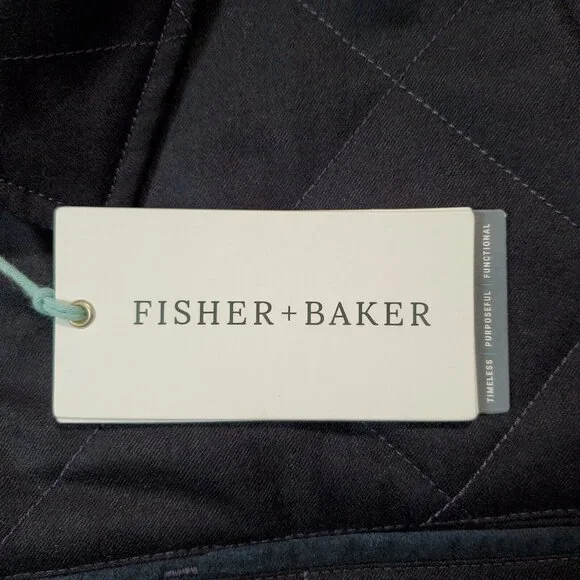 FISHER + BAKER
TIMELESS | PURPOSEFUL | FUNCTIONAL